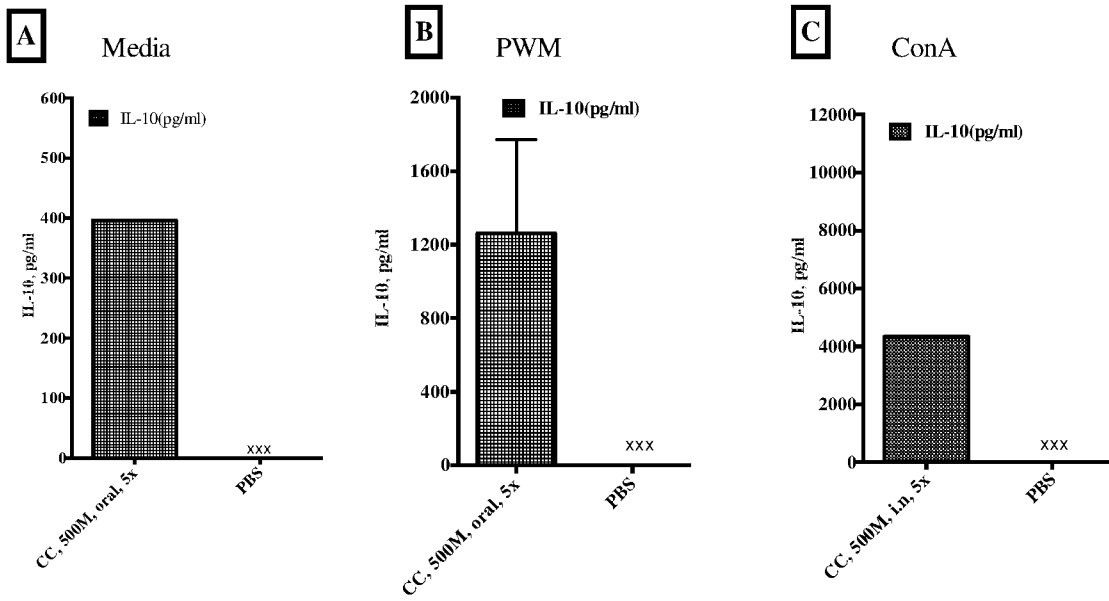 A
Media
600
500
400
300
200
100
0
IL-10, pg/ml
IL-10(pg/ml)
xxx
CC, 500M, oral, 5x
PBS
B
PWM
2000
1600
1200
800
400
0
IL-10, pg/ml
IL-10(pg/ml)
xxx
CC, 500M, oral, 5x
PBS
C
ConA
12000
10000
8000
6000
4000
2000
0
IL-10, pg/ml
IL-10(pg/ml)
xxx
CC, 500M, i.n, 5x
PBS